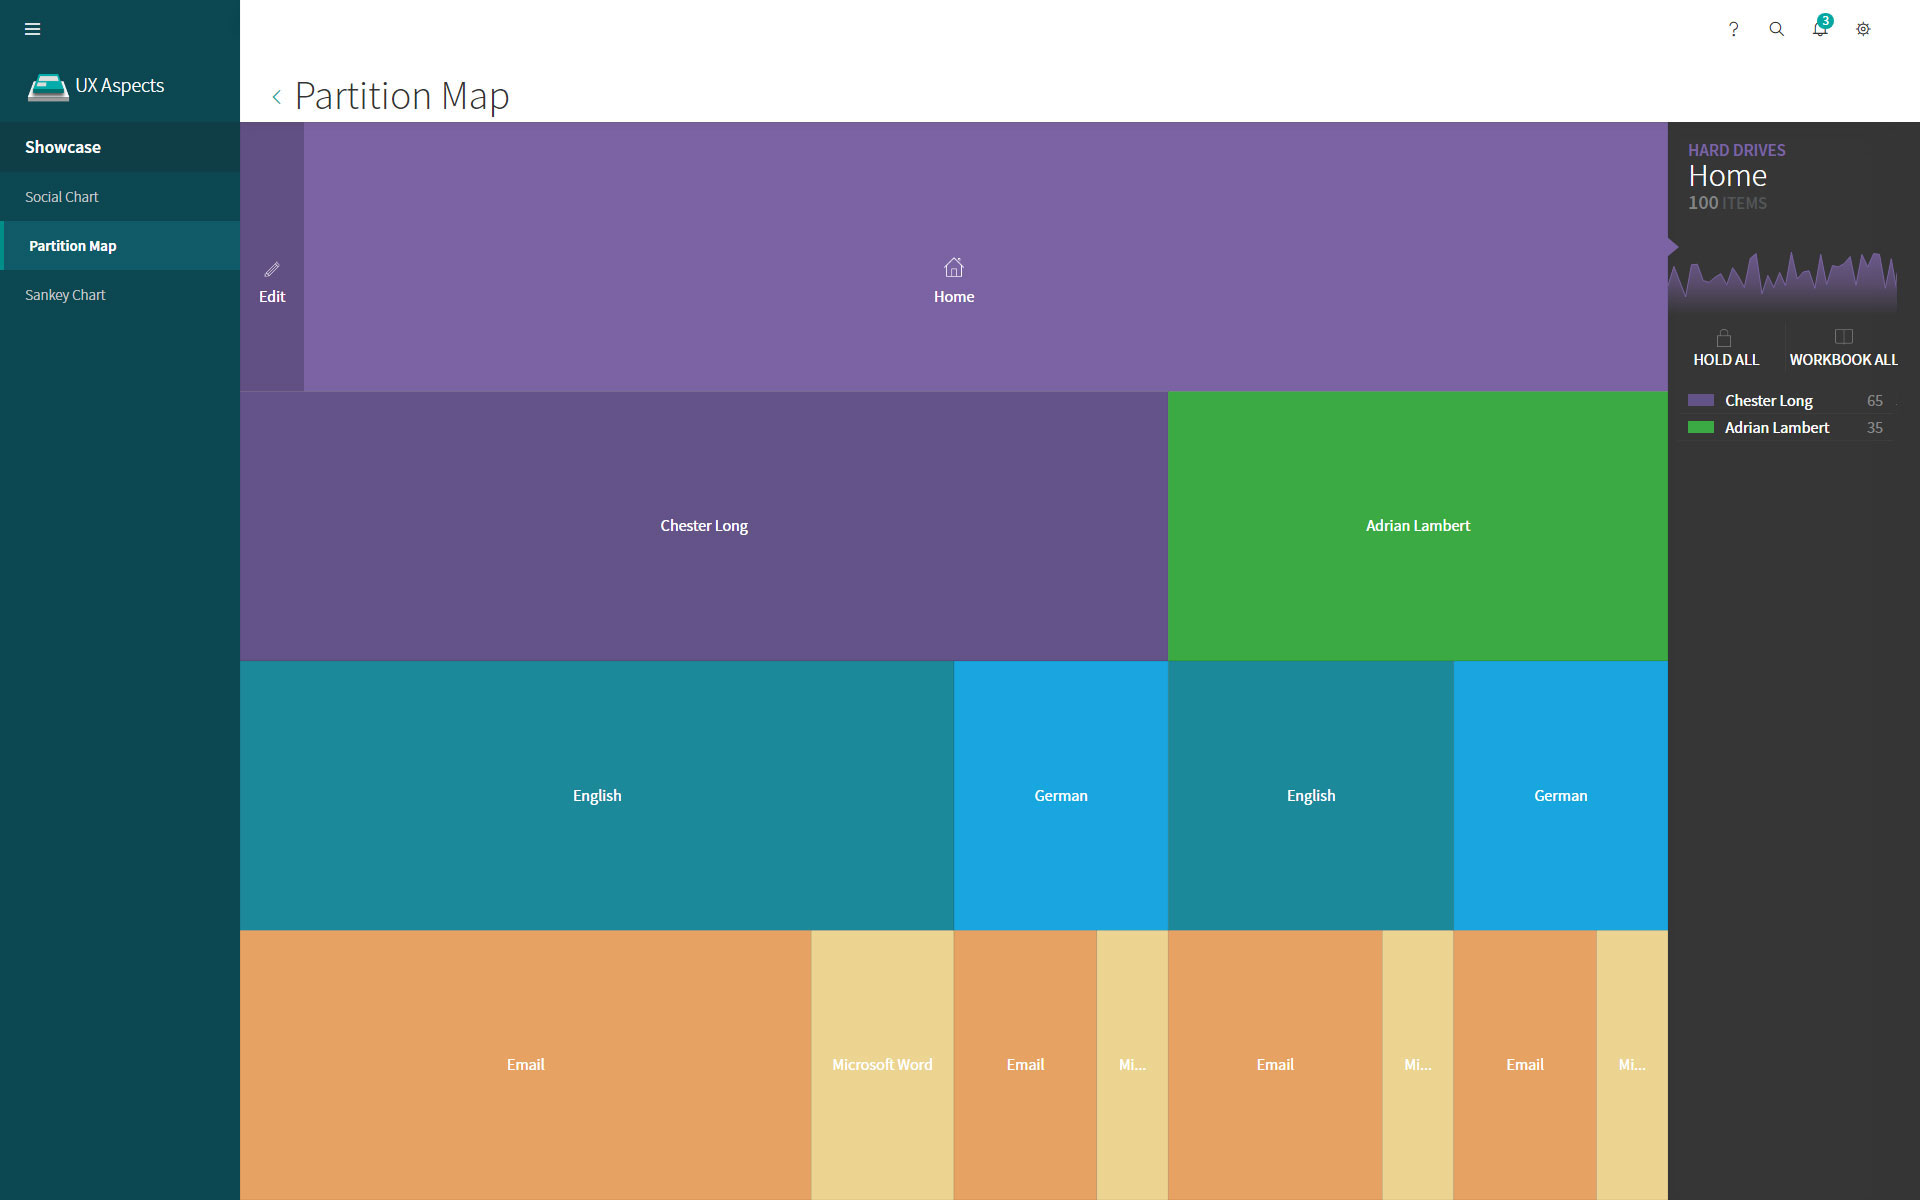 3
UX Aspects
Partition Map
Showcase
Social Chart
Partition Map
Sankey Chart
Edit
Home
Chester Long
Adrian Lambert
English
German
English
German
Email
Microsoft Word
Email
Mi...
Email
Mi...
Email
Mi...
HARD DRIVES
Home
100 ITEMS
HOLD ALL
WORKBOOK ALL
Chester Long 65
Adrian Lambert 35